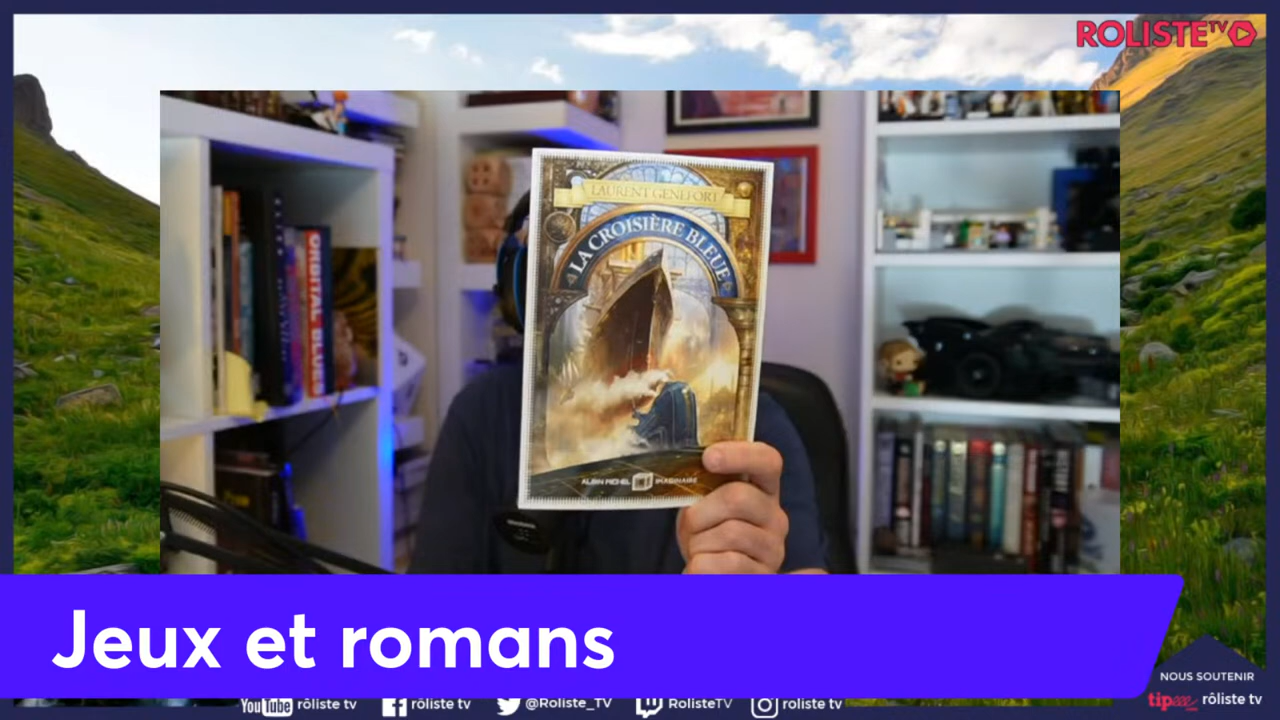 ROLISTE TV
LAURENT GENEFORT
LA CROISIÈRE BLEUE
ORBITAL BLUES
ALBIN MICHEL IMAGINAIRE
Jeux et romans
NOUS SOUTENIR
tipeee rôliste tv
YouTube rôliste tv rôliste tv @Roliste_TV RolisteTV rôliste tv